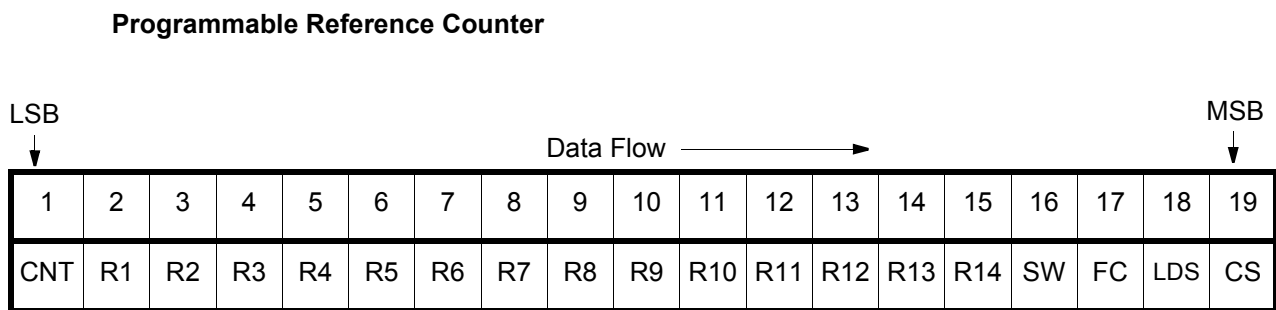 Programmable Reference Counter
LSB MSB
Data Flow
1 2 3 4 5 6 7 8 9 10 11 12 13 14 15 16 17 18 19
CNT R1 R2 R3 R4 R5 R6 R7 R8 R9 R10 R11 R12 R13 R14 SW FC LDS CS